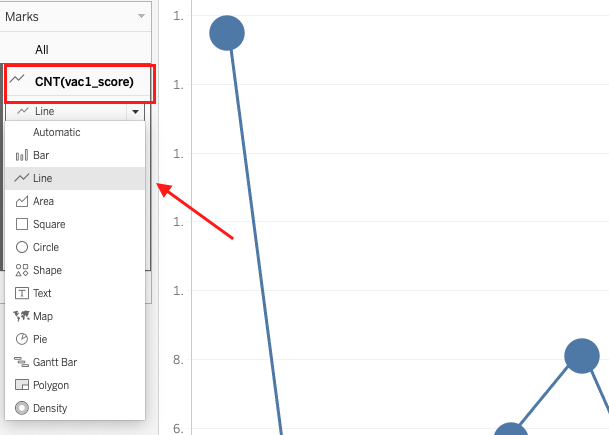 Marks
All
CNT(vac1_score)
Line
Automatic
Bar
Line
Area
Square
Circle
Shape
T Text
Map
Pie
Gantt Bar
Polygon
Density
1.
1.
1.
1.
1.
8.
6.